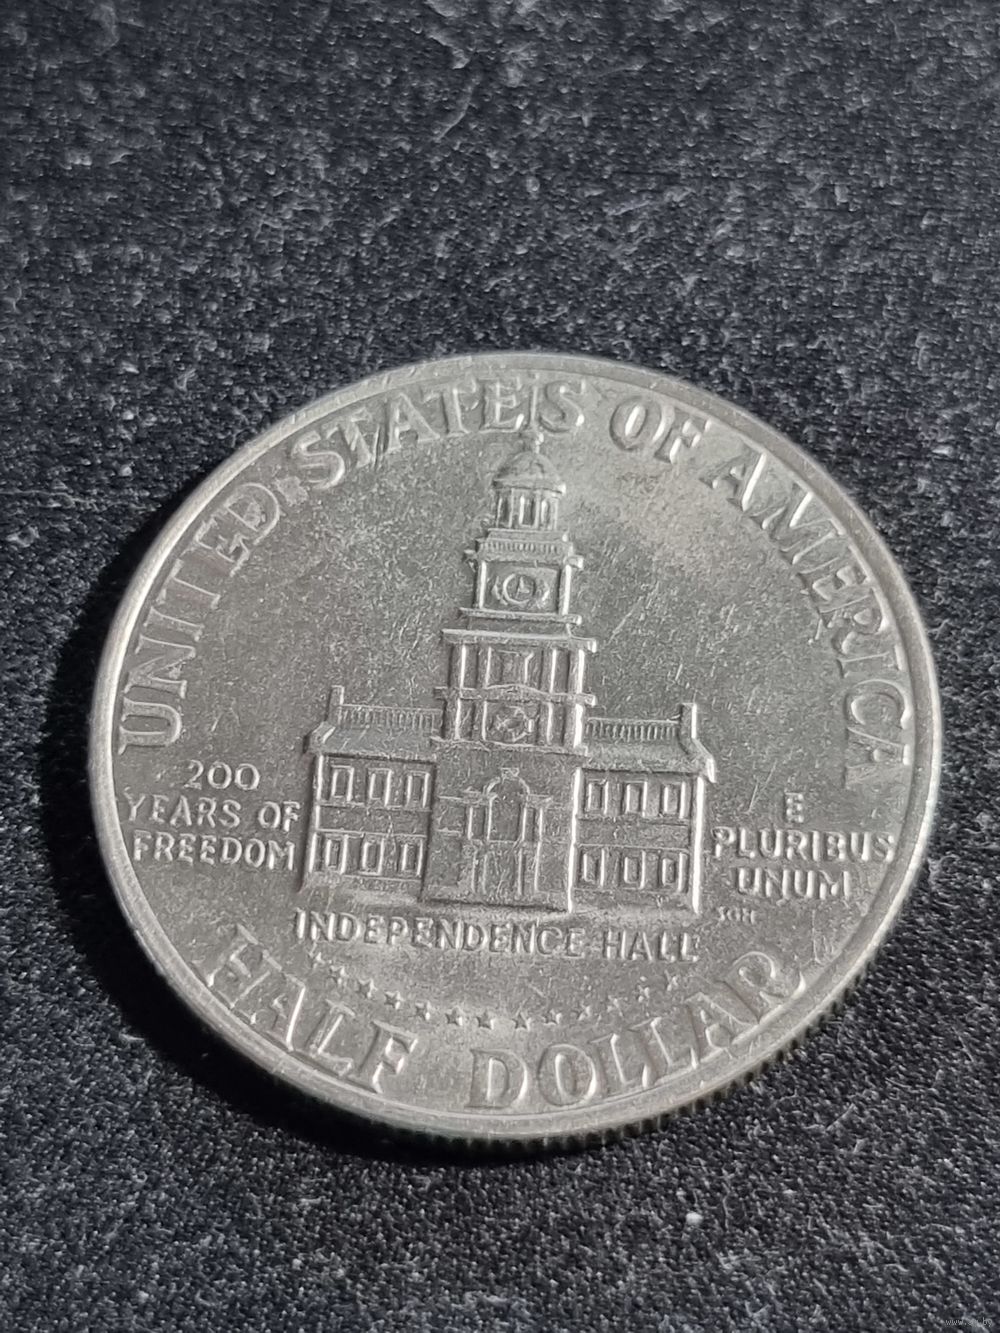 UNITED STATES OF AMERICA
200
YEARS OF
FREEDOM
E
PLURIBUS
UNUM
INDEPENDENCE HALL
HALF DOLLAR